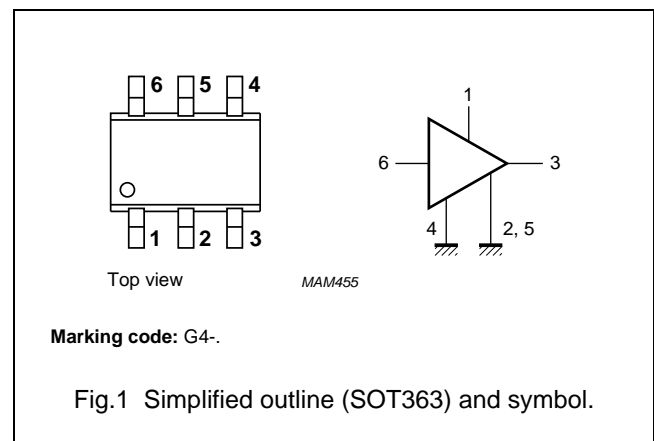 6 5 4
1
6
3
4
2, 5
1 2 3
Top view
MAM455
Marking code: G4-.
Fig.1 Simplified outline (SOT363) and symbol.